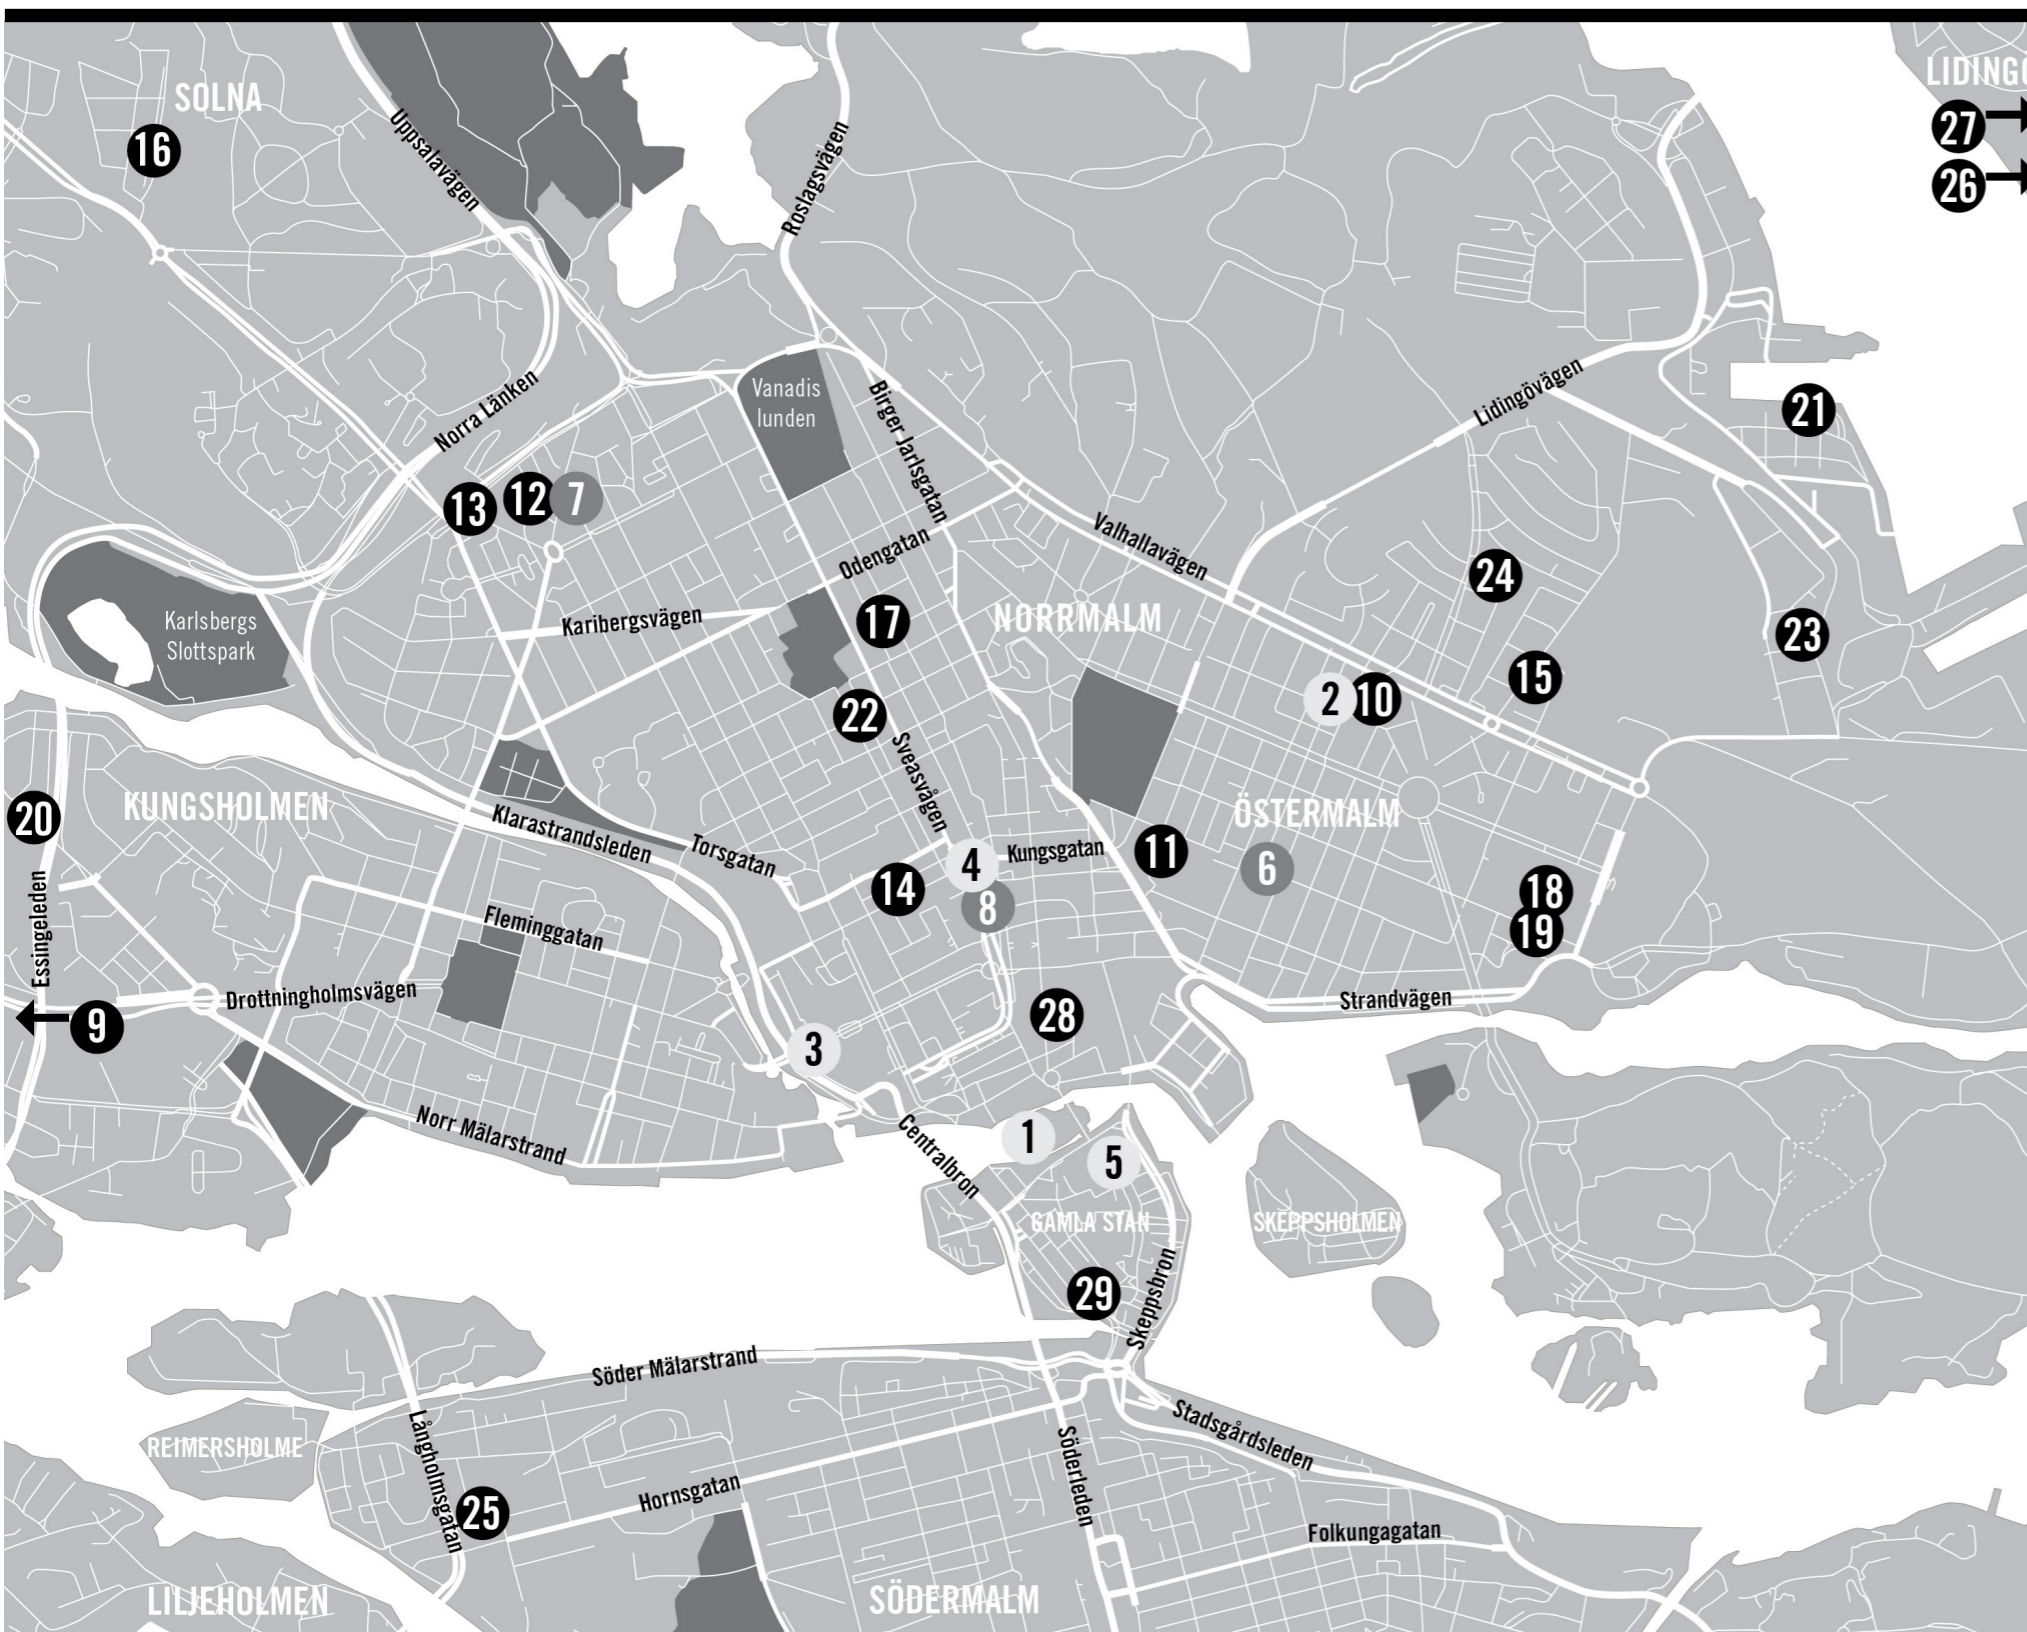 SOLNA
LIDINGÖ
27
16
26
Uppsalavägen
Roslagsvägen
Norra Länken
Vanadis
lunden
Birger Jarlsgatan
Lidingövägen
21
13
12
7
Odengatan
Valhallavägen
24
Karlsbergs
Slottspark
Karibergsvägen
17
NORRMALM
23
15
2
10
22
Sveasvägen
20
KUNGSHOLMEN
Klarastrandsleden
Torsgatan
ÖSTERMALM
4
Kungsgatan
11
6
14
8
18
19
Essingeleden
Fleminggatan
Drottningholmsvägen
Strandvägen
9
28
3
Norr Mälarstrand
Centralbron
1
5
GAMLA STAN
SKEPPSHOLMEN
29
Skeppsbron
Söder Mälarstrand
REIMERSHOLME
Långholmsgatan
Stadsgårdsleden
Söderleden
25
Hornsgatan
Folkungagatan
LILJEHOLMEN
SÖDERMALM